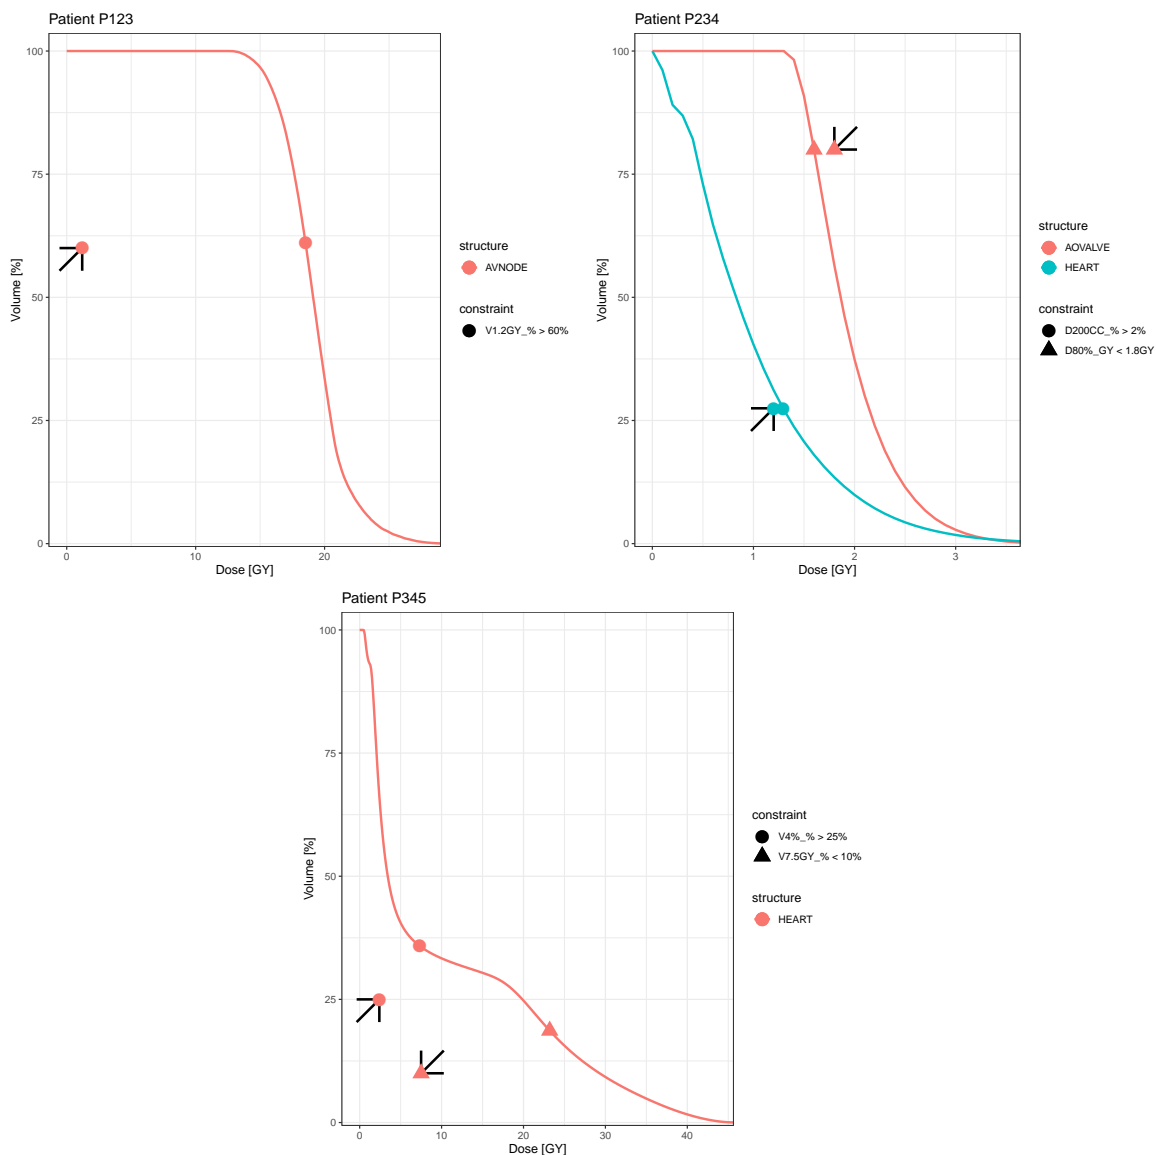 Patient P123
Volume [%]
100
75
50
25
0
0 10 20
Dose [GY]
structure
AVNODE
constraint
V1.2GY_% > 60%
Patient P234
Volume [%]
100
75
50
25
0
0 1 2 3
Dose [GY]
structure
AOVALVE
HEART
constraint
D200CC_% > 2%
D80%_GY < 1.8GY
Patient P345
Volume [%]
100
75
50
25
0
0 10 20 30 40
Dose [GY]
constraint
V4%_% > 25%
V7.5GY_% < 10%
structure
HEART